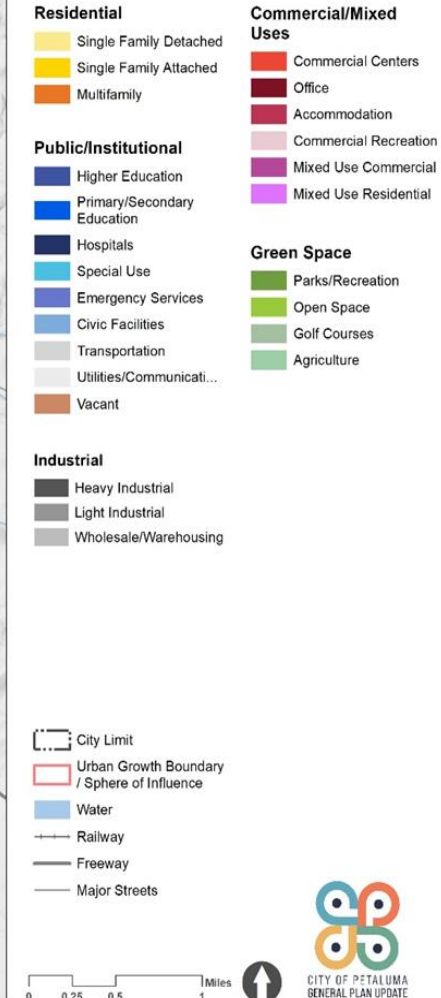 Residential
Single Family Detached
Single Family Attached
Multifamily
Public/Institutional
Higher Education
Primary/Secondary
Education
Hospitals
Special Use
Emergency Services
Civic Facilities
Transportation
Utilities/Communicati...
Vacant
Industrial
Heavy Industrial
Light Industrial
Wholesale/Warehousing
Commercial/Mixed
Uses
Commercial Centers
Office
Accommodation
Commercial Recreation
Mixed Use Commercial
Mixed Use Residential
Green Space
Parks/Recreation
Open Space
Golf Courses
Agriculture
City Limit
Urban Growth Boundary
/ Sphere of Influence
Water
Railway
Freeway
Major Streets
Miles
0 0.25 0.5 1
CITY OF PETALUMA
GENERAL PLAN UPDATE